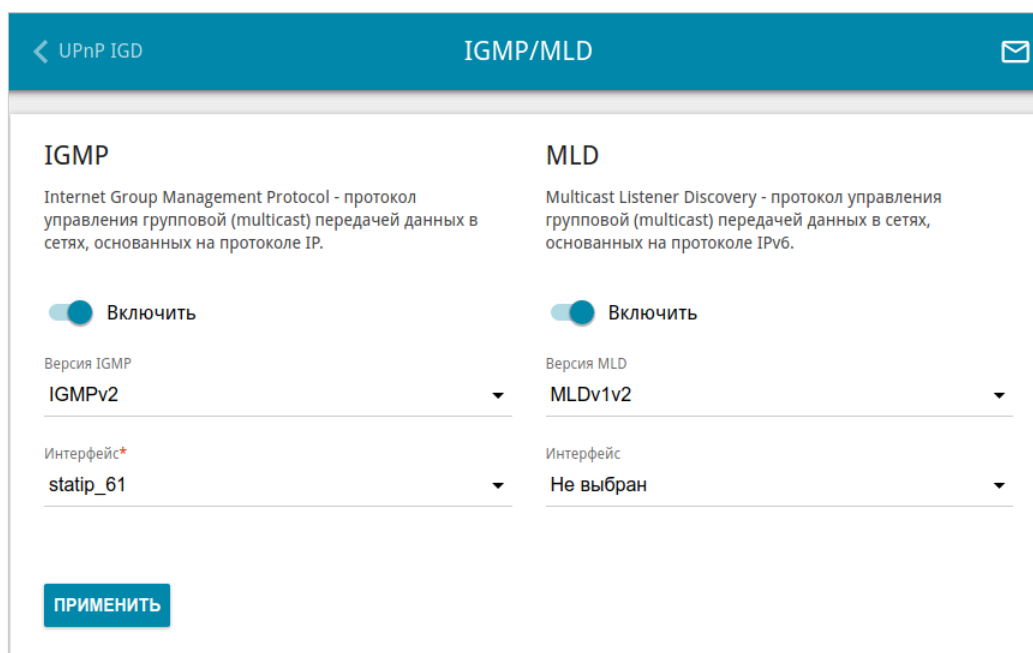 UPnP IGD
IGMP/MLD
IGMP
Internet Group Management Protocol - протокол
управления групповой (multicast) передачей данных в
сетях, основанных на протоколе IP.
Включить
Версия IGMP
IGMPv2
Интерфейс*
statip_61
ПРИМЕНИТЬ
MLD
Multicast Listener Discovery - протокол управления
групповой (multicast) передачей данных в сетях,
основанных на протоколе IPv6.
Включить
Версия MLD
MLDv1v2
Интерфейс
Не выбран